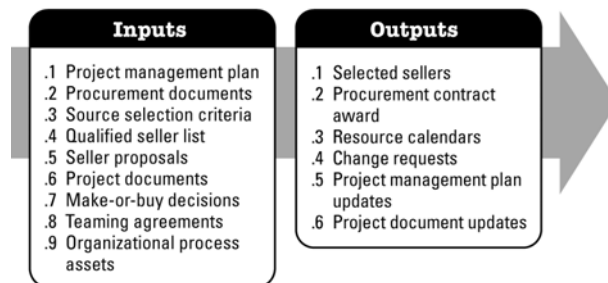 Inputs
.1 Project management plan
.2 Procurement documents
.3 Source selection criteria
.4 Qualified seller list
.5 Seller proposals
.6 Project documents
.7 Make-or-buy decisions
.8 Teaming agreements
.9 Organizational process
assets
Outputs
.1 Selected sellers
.2 Procurement contract
award
.3 Resource calendars
.4 Change requests
.5 Project management plan
updates
.6 Project document updates